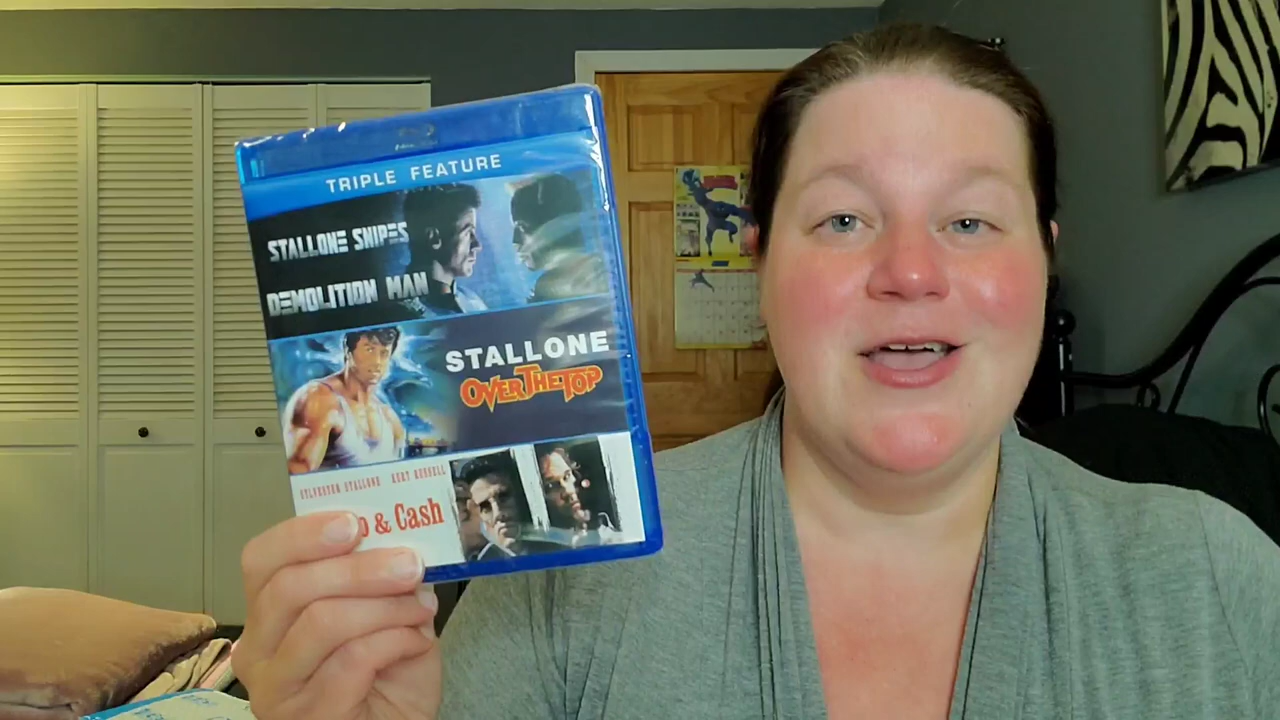 TRIPLE FEATURE
STALLONE SNIPES
DEMOLITION MAN
STALLONE
OVER THE TOP
SYLVESTER STALLONE KURT RUSSELL
o & Cash